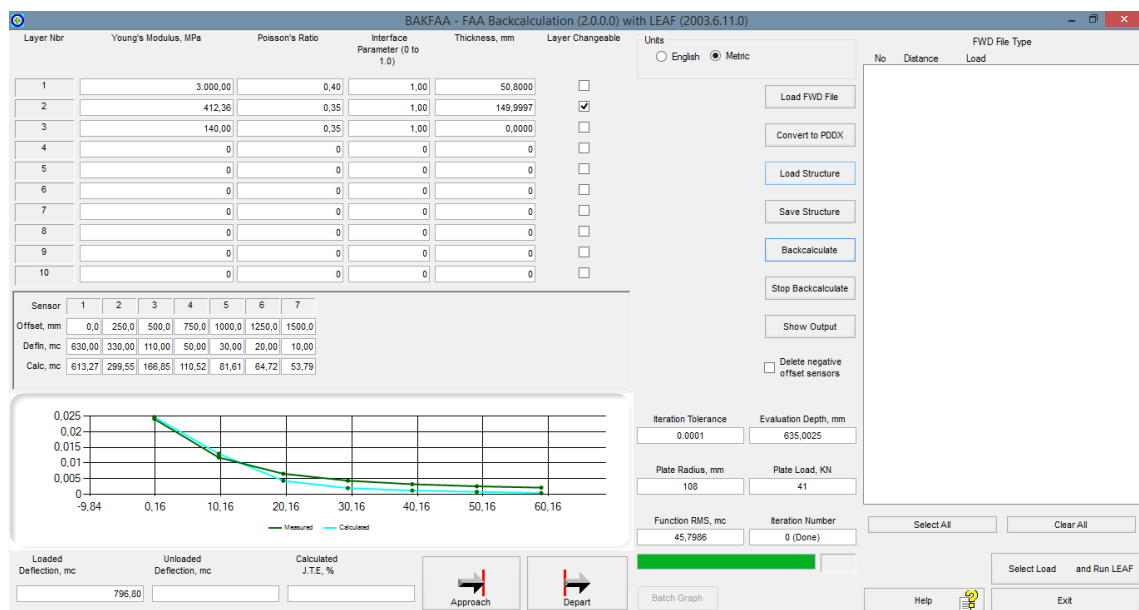 BAKFAA - FAA Backcalculation (2.0.0.0) with LEAF (2003.6.11.0)
Layer Nbr Young's Modulus, MPa Poisson's Ratio Interface Parameter (0 to 1.0) Thickness, mm Layer Changeable
1 3.000,00 0,40 1,00 50,8000
2 412,36 0,35 1,00 149,9997
3 140,00 0,35 1,00 0,0000
4 0 0 0 0
5 0 0 0 0
6 0 0 0 0
7 0 0 0 0
8 0 0 0 0
9 0 0 0 0
10 0 0 0 0
Sensor 1 2 3 4 5 6 7
Offset, mm 0,0 250,0 500,0 750,0 1000,0 1250,0 1500,0
Defln, mc 630,00 330,00 110,00 50,00 30,00 20,00 10,00
Calc, mc 613,27 299,55 166,85 110,52 81,61 64,72 53,79
0,025
0,02
0,015
0,01
0,005
0
-9,84 0,16 10,16 20,16 30,16 40,16 50,16 60,16
Measured Calculated
Loaded Deflection, mc
796,80
Unloaded Deflection, mc
Calculated J.T.E, %
Approach
Depart
Units
English Metric
Load FWD File
Convert to PDDX
Load Structure
Save Structure
Backcalculate
Stop Backcalculate
Show Output
Delete negative
offset sensors
Iteration Tolerance Evaluation Depth, mm
0.0001 635,0025
Plate Radius, mm Plate Load, KN
108 41
Function RMS, mc Iteration Number
45,7986 0 (Done)
Batch Graph
FWD File Type
No Distance Load
Select All Clear All
Select Load and Run LEAF
Help Exit